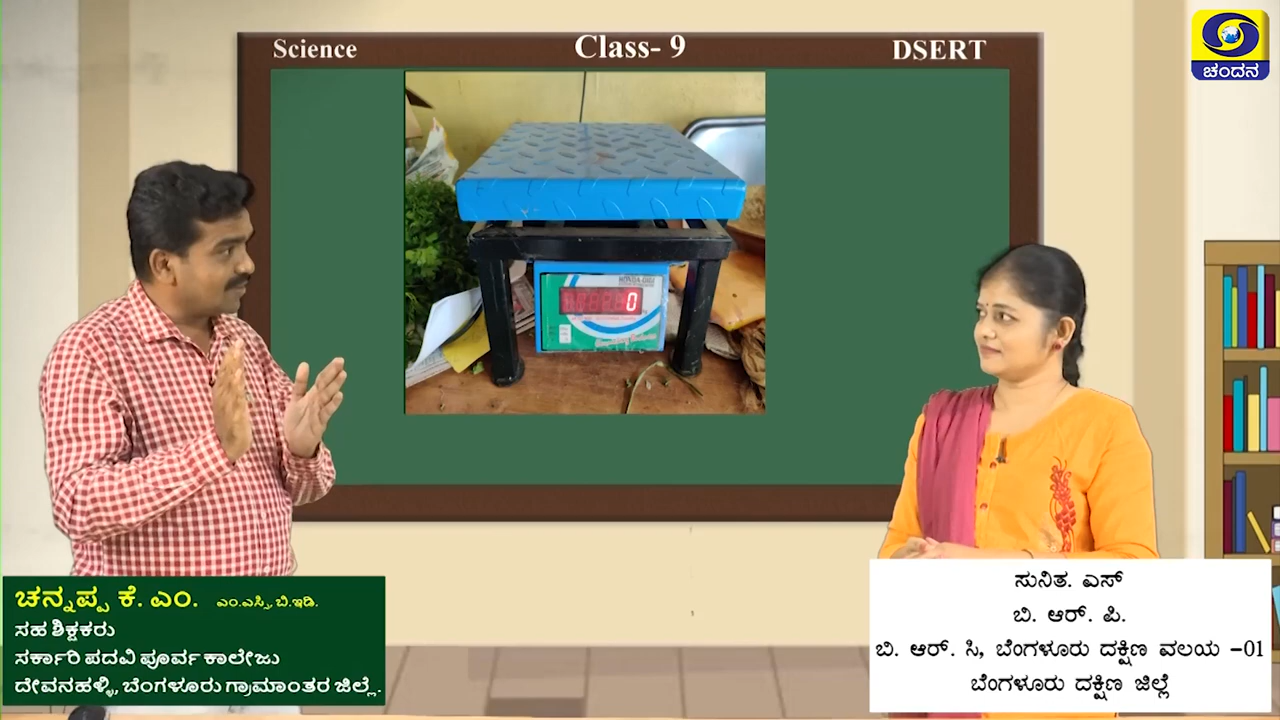 Science
Class- 9
DSERT
ಚಂದನ
0
ಚನ್ನಪ್ಪ ಕೆ. ಎಂ. ಎಂ.ಎಸ್ಸಿ, ಬಿ.ಇಡಿ.
ಸಹ ಶಿಕ್ಷಕರು
ಸರ್ಕಾರಿ ಪದವಿ ಪೂರ್ವ ಕಾಲೇಜು
ದೇವನಹಳ್ಳಿ, ಬೆಂಗಳೂರು ಗ್ರಾಮಾಂತರ ಜಿಲ್ಲೆ.
ಸುನಿತ. ಎಸ್
ಬಿ. ಆರ್. ಪಿ.
ಬಿ. ಆರ್. ಸಿ, ಬೆಂಗಳೂರು ದಕ್ಷಿಣ ವಲಯ -01
ಬೆಂಗಳೂರು ದಕ್ಷಿಣ ಜಿಲ್ಲೆ